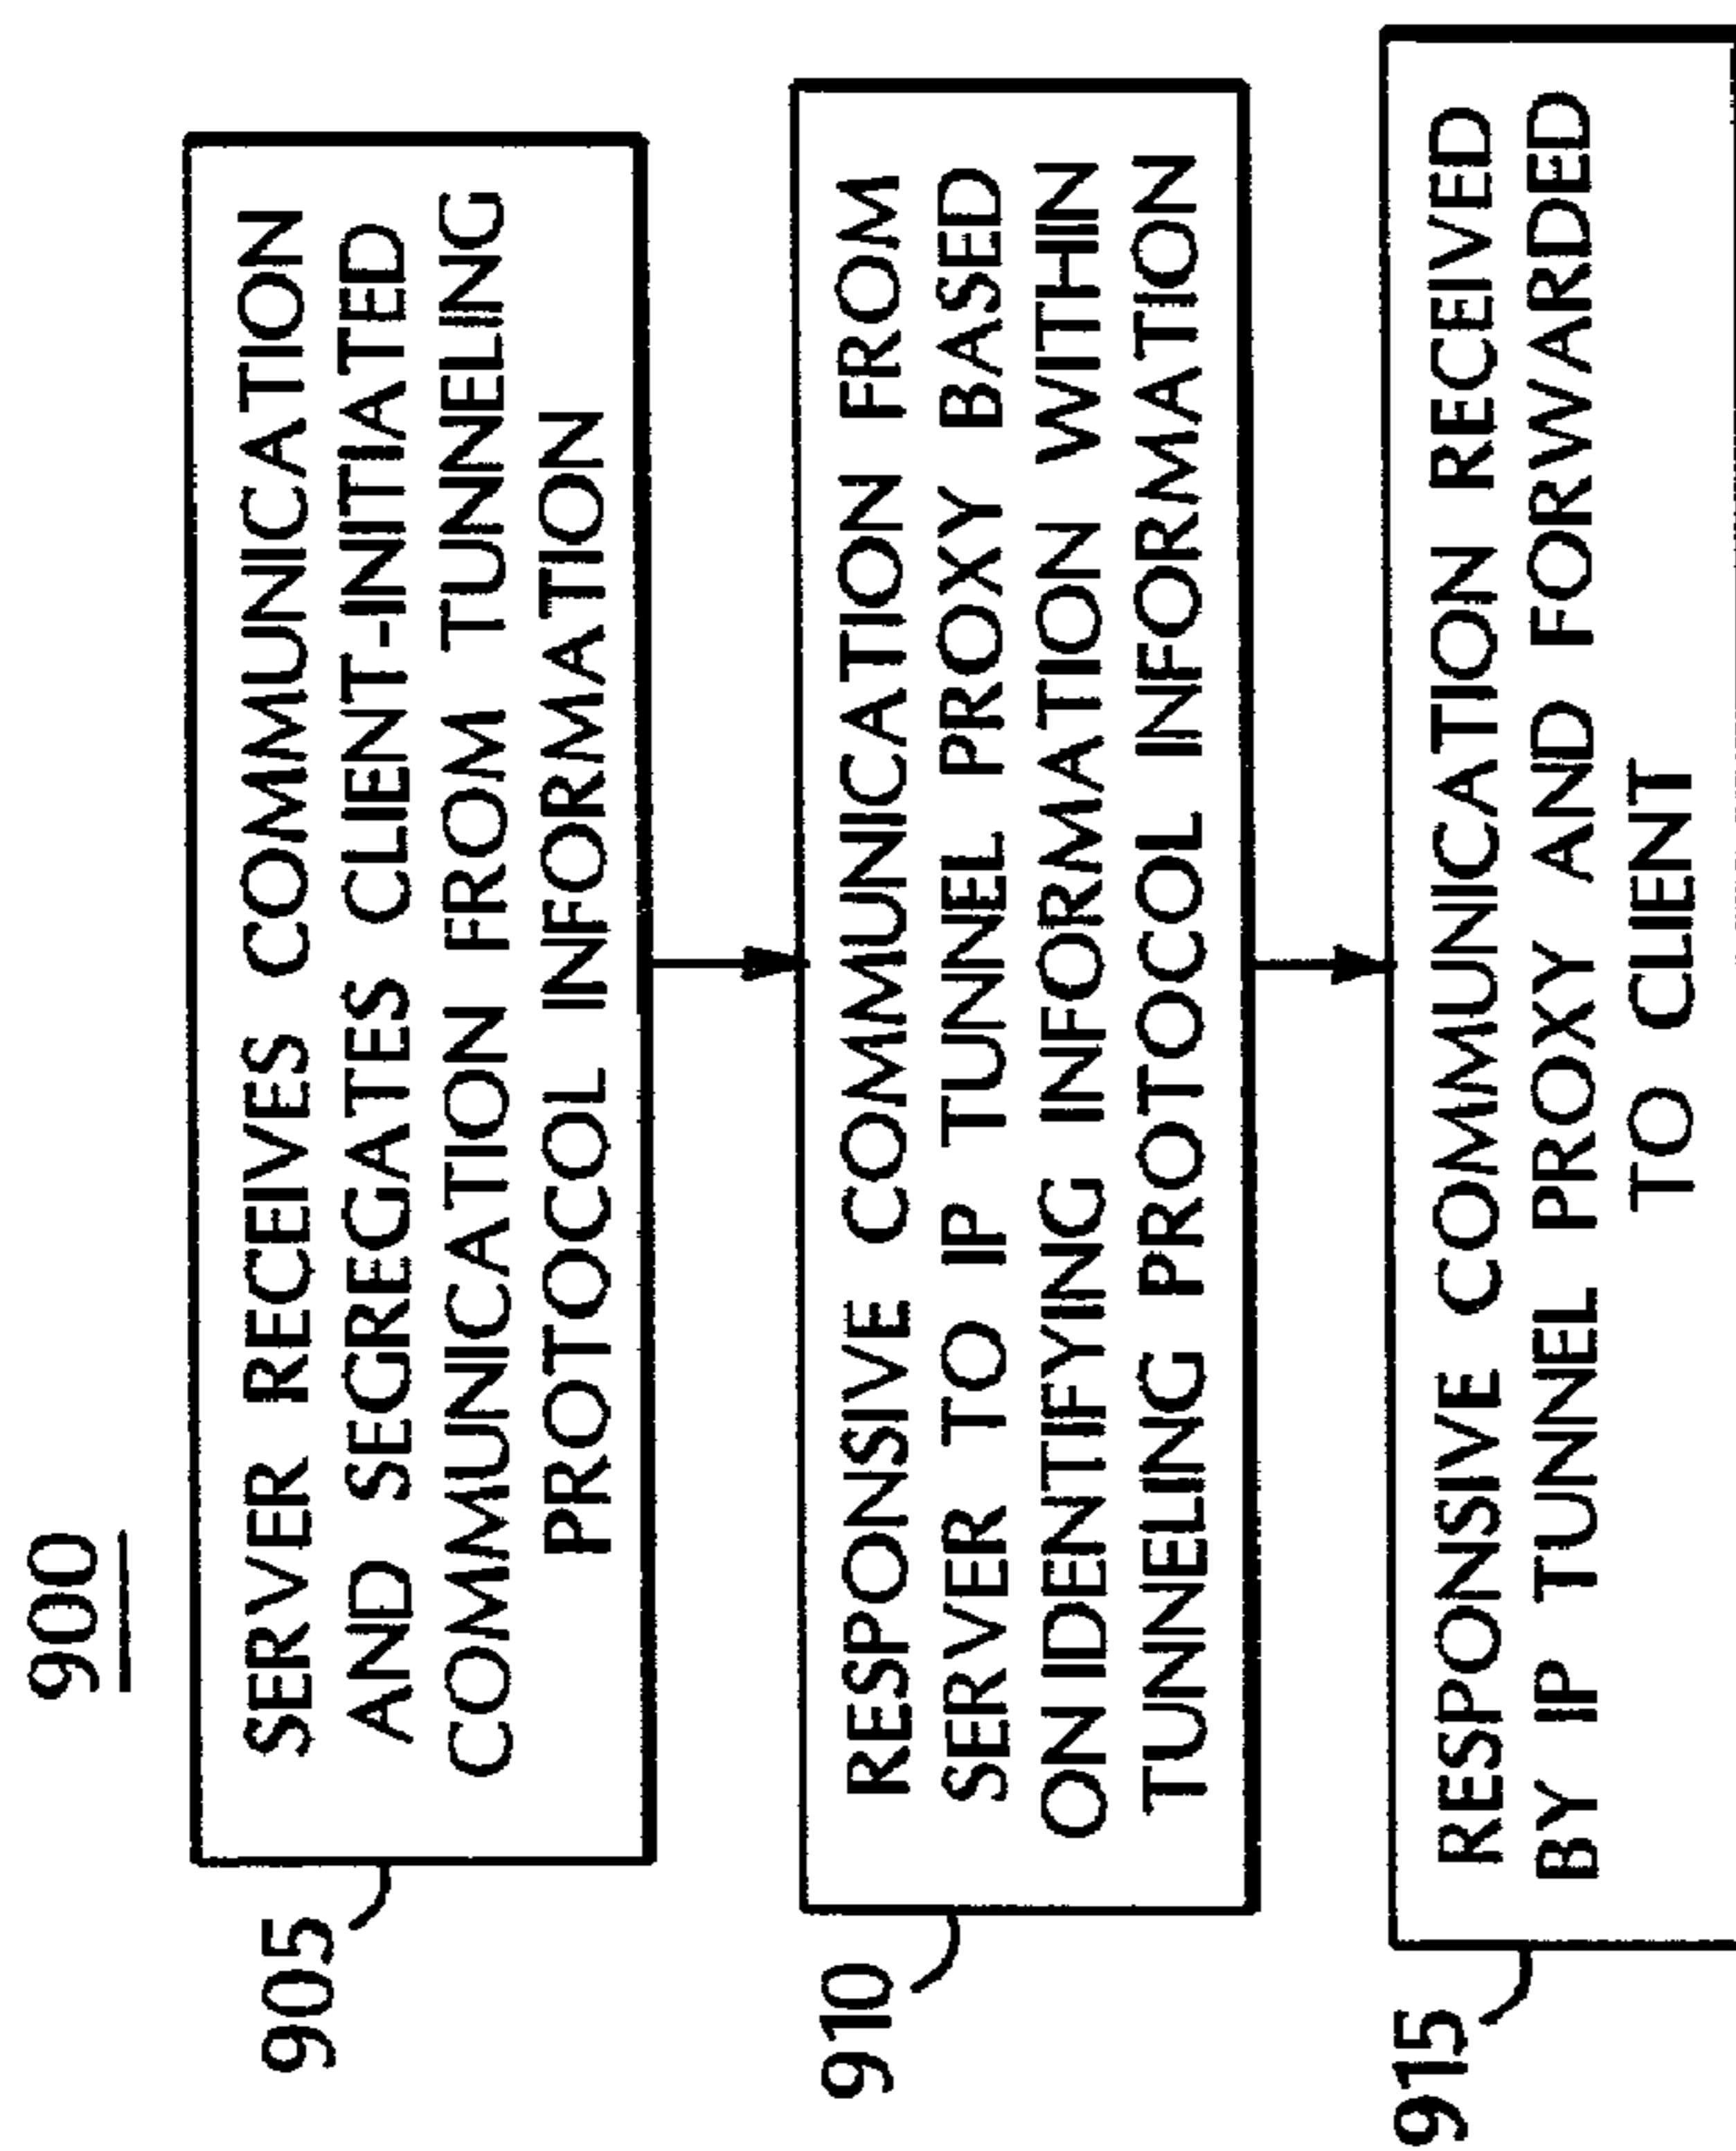 900
905
SERVER RECEIVES COMMUNICATION
AND SEGREGATES CLIENT-INITIATED
COMMUNICATION FROM TUNNELING
PROTOCOL INFORMATION
910
RESPONSIVE COMMUNICATION FROM
SERVER TO IP TUNNEL PROXY BASED
ON IDENTIFYING INFORMATION WITHIN
TUNNELING PROTOCOL INFORMATION
915
RESPONSIVE COMMUNICATION RECEIVED
BY IP TUNNEL PROXY AND FORWARDED
TO CLIENT